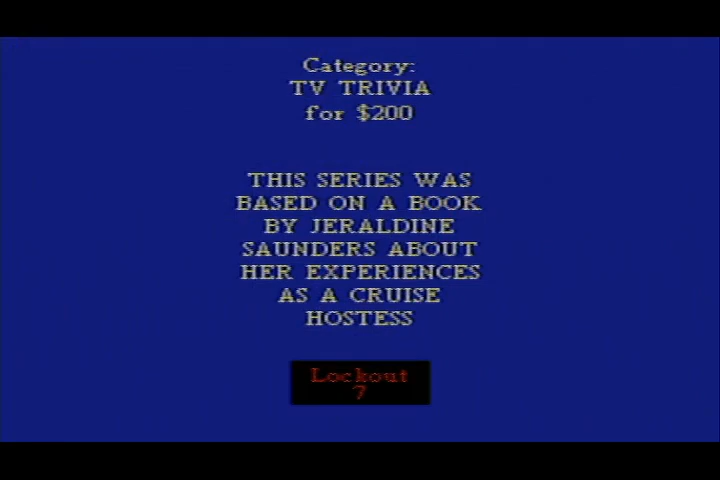 Category:
TV TRIVIA
for $200
THIS SERIES WAS
BASED ON A BOOK
BY JERALDINE
SAUNDERS ABOUT
HER EXPERIENCES
AS A CRUISE
HOSTESS
Lockout
7